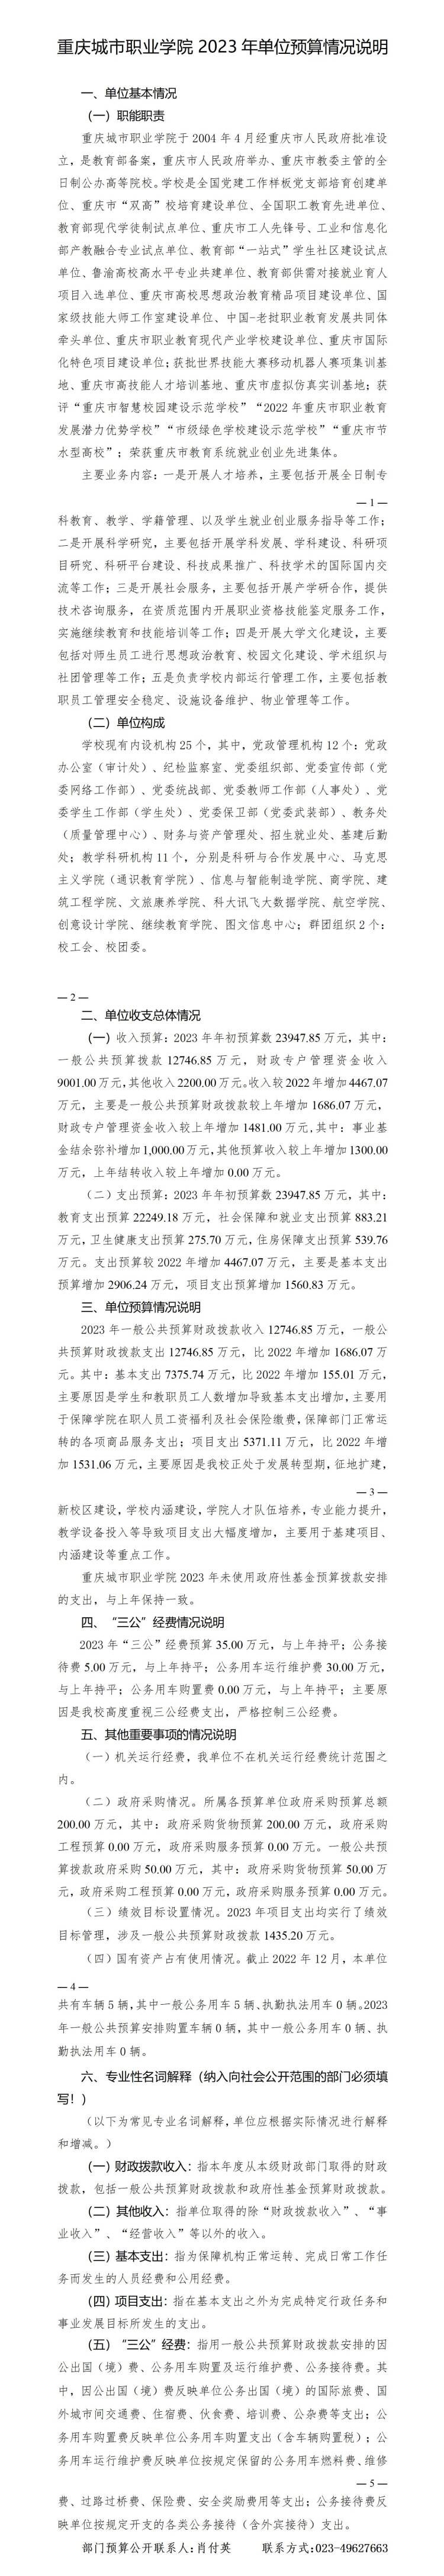 重庆城市职业学院 2023 年单位预算情况说明
一、单位基本情况
（一）职能职责
重庆城市职业学院于 2004 年 4 月经重庆市人民政府批准设
立，是教育部备案，重庆市人民政府举办、重庆市教委主管的全
日制公办高等院校。学校是全国党建工作样板党支部培育创建单
位、重庆市“双高”校培育建设单位、全国职工教育先进单位、
教育部现代学徒制试点单位、重庆市工人先锋号、工业和信息化
部产教融合专业试点单位、教育部“一站式”学生社区建设试点
单位、鲁渝高校高水平专业共建单位、教育部供需对接就业育人
项目入选单位、重庆市高校思想政治教育精品项目建设单位、国
家级技能大师工作室建设单位、中国-老挝职业教育发展共同体
牵头单位、重庆市职业教育现代产业学校建设单位、重庆市国际
化特色项目建设单位；获批世界技能大赛移动机器人赛项集训基
地、重庆市高技能人才培训基地、重庆市虚拟仿真实训基地；获
评“重庆市智慧校园建设示范学校”“2022 年重庆市职业教育
发展潜力优势学校”“市级绿色学校建设示范学校”“重庆市节
水型高校”；荣获重庆市教育系统就业创业先进集体。
主要业务内容：一是开展人才培养，主要包括开展全日制专
— 1 —
科教育、教学、学籍管理、以及学生就业创业服务指导等工作；
二是开展科学研究，主要包括开展学科发展、学科建设、科研项
目研究、科研平台建设、科技成果推广、科技学术的国际国内交
流等工作；三是开展社会服务，主要包括开展产学研合作，提供
技术咨询服务，在资质范围内开展职业资格技能鉴定服务工作，
实施继续教育和技能培训等工作；四是开展大学文化建设，主要
包括对师生员工进行思想政治教育、校园文化建设、学术组织与
社团管理等工作；五是负责学校内部运行管理工作，主要包括教
职员工管理安全稳定、设施设备维护、物业管理等工作。
（二）单位构成
学校现有内设机构 25 个，其中，党政管理机构 12 个：党政
办公室（审计处）、纪检监察室、党委组织部、党委宣传部（党
委网络工作部）、党委统战部、党委教师工作部（人事处）、党
委学生工作部（学生处）、党委保卫部（党委武装部）、教务处
（质量管理中心）、财务与资产管理处、招生就业处、基建后勤
处；教学科研机构 11 个，分别是科研与合作发展中心、马克思
主义学院（通识教育学院）、信息与智能制造学院、商学院、建
筑工程学院、文旅康养学院、科大讯飞大数据学院、航空学院、
创意设计学院、继续教育学院、图文信息中心；群团组织 2 个：
校工会、校团委。
— 2 —
二、单位收支总体情况
（一）收入预算：2023 年年初预算数 23947.85 万元，其中：
一般公共预算拨款 12746.85 万元，财政专户管理资金收入
9001.00 万元，其他收入 2200.00 万元。收入较 2022 年增加 4467.07
万元，主要是一般公共预算财政拨款较上年增加 1686.07 万元，
财政专户管理资金收入较上年增加 1481.00 万元，其中：事业基
金结余弥补增加 1,000.00 万元，其他预算收入较上年增加 1300.00
万元，上年结转收入较上年增加 0.00 万元。
（二）支出预算：2023 年年初预算数 23947.85 万元，其中：
教育支出预算 22249.18 万元，社会保障和就业支出预算 883.21
万元，卫生健康支出预算 275.70 万元，住房保障支出预算 539.76
万元。支出预算较 2022 年增加 4467.07 万元，主要是基本支出
预算增加 2906.24 万元，项目支出预算增加 1560.83 万元。
三、单位预算情况说明
2023 年一般公共预算财政拨款收入 12746.85 万元，一般公
共预算财政拨款支出 12746.85 万元，比 2022 年增加 1686.07 万
元。其中：基本支出 7375.74 万元，比 2022 年增加 155.01 万元，
主要原因是学生和教职员工人数增加导致基本支出增加，主要用
于保障学院在职人员工资福利及社会保险缴费，保障部门正常运
转的各项商品服务支出；项目支出 5371.11 万元，比 2022 年增
加 1531.06 万元，主要原因是我校正处于发展转型期，征地扩建，
— 3 —
新校区建设，学校内涵建设，学院人才队伍培养，专业能力提升，
教学设备投入等导致项目支出大幅度增加，主要用于基建项目、
内涵建设等重点工作。
重庆城市职业学院 2023 年未使用政府性基金预算拨款安排
的支出，与上年保持一致。
四、“三公”经费情况说明
2023 年“三公”经费预算 35.00 万元，与上年持平；公务接
待费 5.00 万元，与上年持平；公务用车运行维护费 30.00 万元，
与上年持平；公务用车购置费 0.00 万元，与上年持平；主要原
因是我校高度重视三公经费支出，严格控制三公经费。
五、其他重要事项的情况说明
（一）机关运行经费，我单位不在机关运行经费统计范围之
内。
（二）政府采购情况。所属各预算单位政府采购预算总额
200.00 万元，其中：政府采购货物预算 200.00 万元，政府采购
工程预算 0.00 万元，政府采购服务预算 0.00 万元。一般公共预
算拨款政府采购 50.00 万元，其中：政府采购货物预算 50.00 万
元，政府采购工程预算 0.00 万元，政府采购服务预算 0.00 万元。
（三）绩效目标设置情况。2023 年项目支出均实行了绩效
目标管理，涉及一般公共预算财政拨款 1435.20 万元。
（四）国有资产占有使用情况。截止 2022 年 12 月，本单位
— 4 —
共有车辆 5 辆，其中一般公务用车 5 辆、执勤执法用车 0 辆。2023
年一般公共预算安排购置车辆 0 辆，其中一般公务用车 0 辆、执
勤执法用车 0 辆。
六、专业性名词解释（纳入向社会公开范围的部门必须填
写！）
（以下为常见专业名词解释，单位应根据实际情况进行解释
和增减。）
（一）财政拨款收入：指本年度从本级财政部门取得的财政
拨款，包括一般公共预算财政拨款和政府性基金预算财政拨款。
（二）其他收入：指单位取得的除“财政拨款收入”、“事
业收入”、“经营收入”等以外的收入。
（三）基本支出：指为保障机构正常运转、完成日常工作任
务而发生的人员经费和公用经费。
（四）项目支出：指在基本支出之外为完成特定行政任务和
事业发展目标所发生的支出。
（五）“三公”经费：指用一般公共预算财政拨款安排的因
公出国（境）费、公务用车购置及运行维护费、公务接待费。其
中，因公出国（境）费反映单位公务出国（境）的国际旅费、国
外城市间交通费、住宿费、伙食费、培训费、公杂费等支出；公
务用车购置费反映单位公务用车购置支出（含车辆购置税）；公
务用车运行维护费反映单位按规定保留的公务用车燃料费、维修
— 5 —
费、过路过桥费、保险费、安全奖励费用等支出；公务接待费反
映单位按规定开支的各类公务接待（含外宾接待）支出。
部门预算公开联系人：肖付英 联系方式：023-49627663